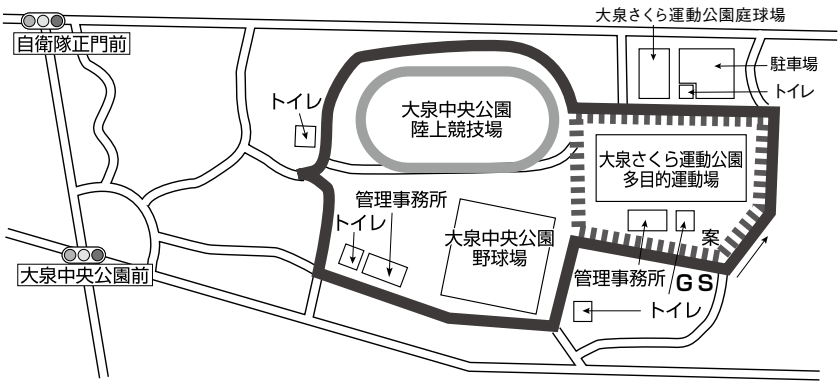 大泉さくら運動公園庭球場
自衛隊正門前
駐車場
トイレ
トイレ
大泉中央公園
陸上競技場
大泉さくら運動公園
多目的運動場
管理事務所
トイレ
大泉中央公園
野球場
案
大泉中央公園前
管理事務所
GS
トイレ